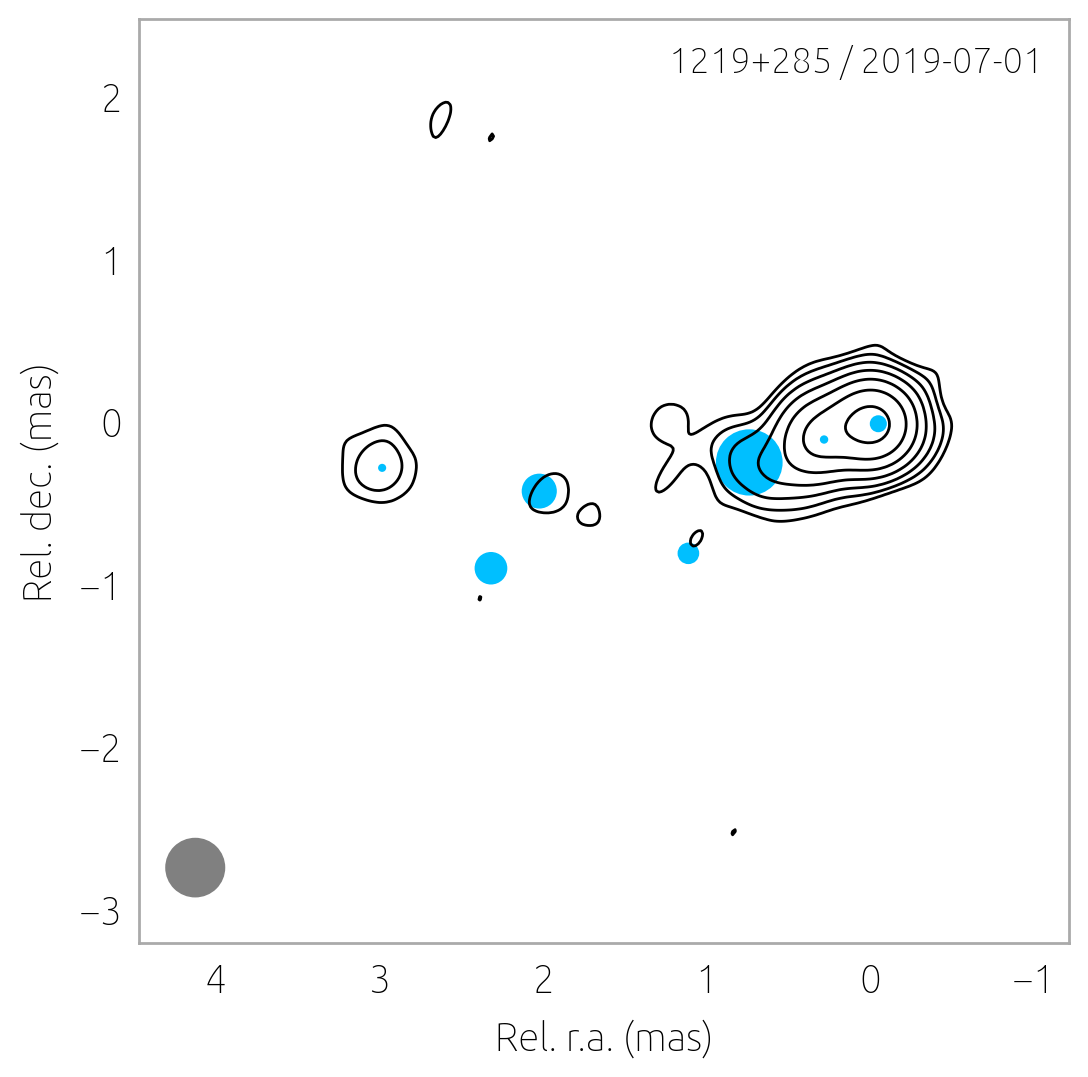 1219+285 / 2019-07-01
2
1
0
−1
−2
−3
Rel. dec. (mas)
4 3 2 1 0 −1
Rel. r.a. (mas)